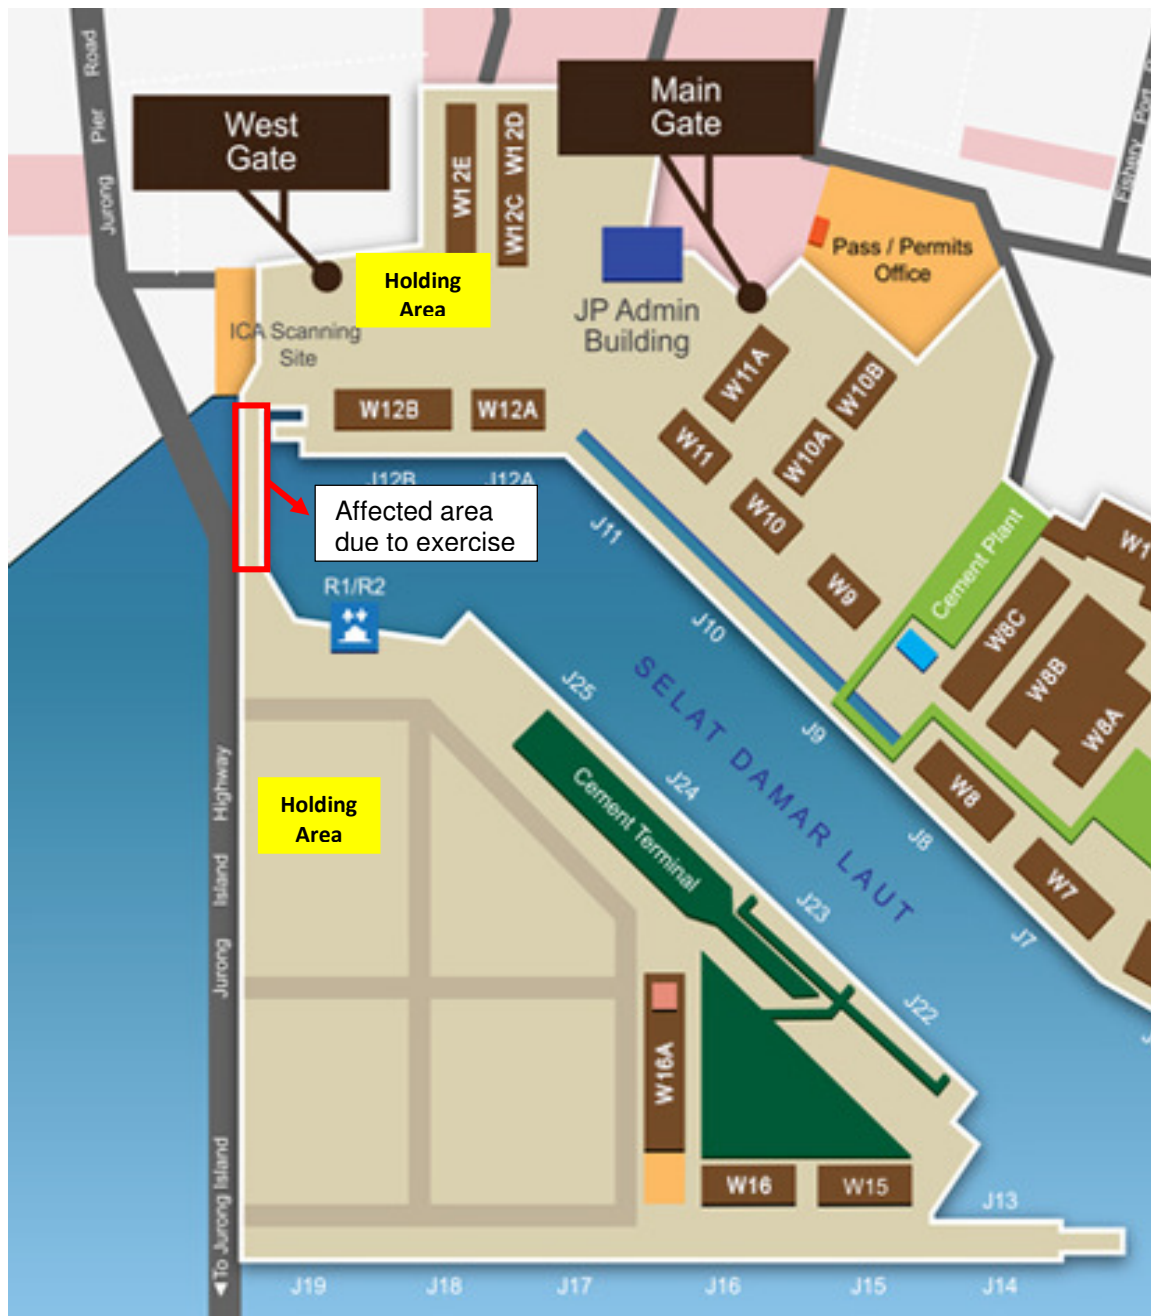 Jurong Pier Road
West
Gate
Main
Gate
Fishery Port
W12E
W12C W12D
Pass / Permits
Office
Holding
Area
JP Admin
Building
ICA Scanning
Site
W11A
W10B
W12B
W12A
W11
W10A
J12B
J12A
W10
Affected area
due to exercise
J11
Cement Plant
W1
R1/R2
W9
J10
W8C
W8B
W8A
SELAT DAMAR LAUT
J25
J9
Jurong Island Highway
Cement Terminal
J24
W8
Holding
Area
J8
W7
J23
J7
J22
W16A
W16
W15
J13
To Jurong Island
J19
J18
J17
J16
J15
J14